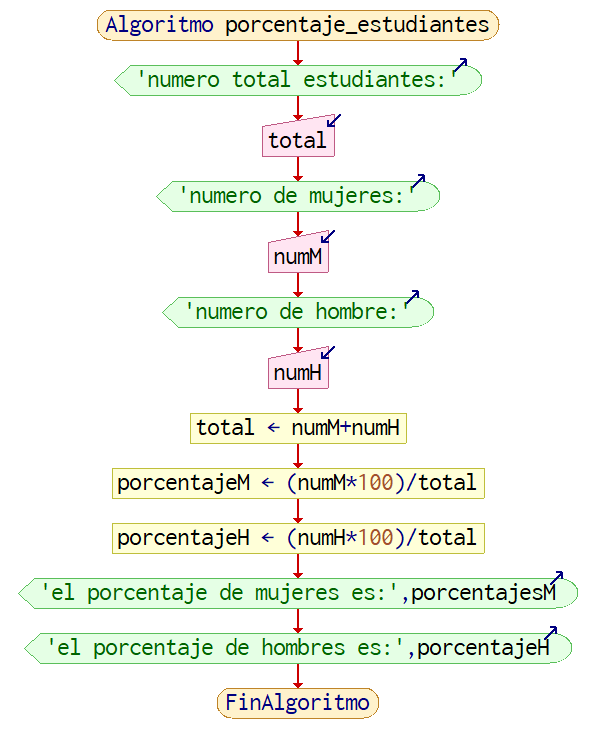 Algoritmo porcentaje_estudiantes
'numero total estudiantes:'
total
'numero de mujeres:'
numM
'numero de hombre:'
numH
total ← numM+numH
porcentajeM ← (numM*100)/total
porcentajeH ← (numH*100)/total
'el porcentaje de mujeres es:',porcentajesM
'el porcentaje de hombres es:',porcentajeH
FinAlgoritmo